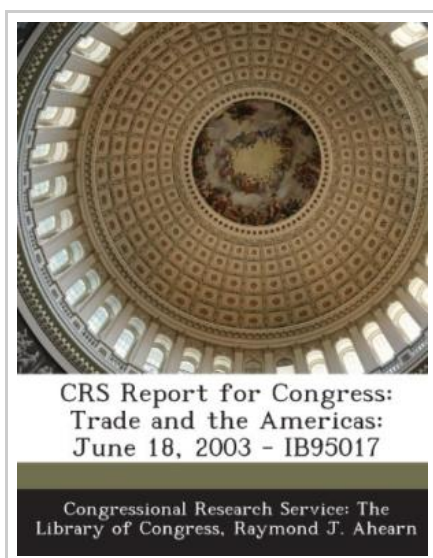 CRS Report for Congress:
Trade and the Americas:
June 18, 2003 - IB95017
Congressional Research Service: The
Library of Congress, Raymond J. Ahearn